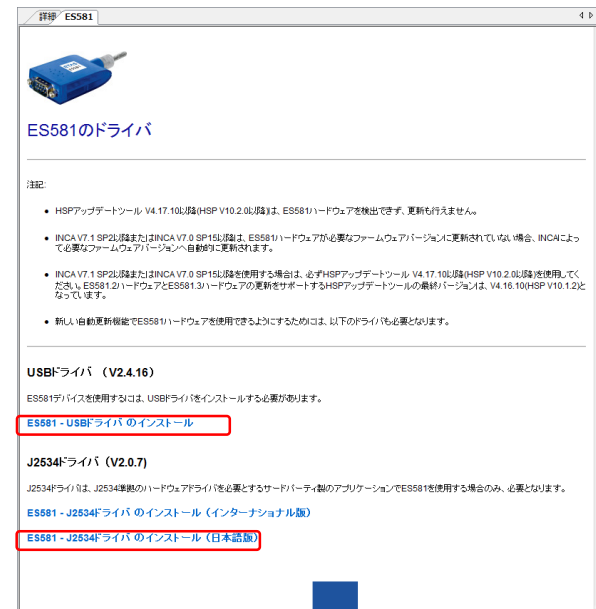 詳細 ES581
ES581のドライバ
注記:
• HSPアップデートツール V4.17.10以降(HSP V10.2.0以降)は、ES581ハードウェアを検出できず、更新も行えません。
• INCA V7.1 SP2以降またはINCA V7.0 SP15以降は、ES581ハードウェアが必要なファームウェアバージョンに更新されていない場合、INCAによっ
て必要なファームウェアバージョンへ自動的に更新されます。
• INCA V7.1 SP2以降またはINCA V7.0 SP15以降を使用する場合は、必ずHSPアップデートツール V4.17.10以降(HSP V10.2.0以降)を使用してく
ださい。ES581.2ハードウェアとES581.3ハードウェアの更新をサポートするHSPアップデートツールの最終バージョンは、V4.16.10(HSP V10.1.2)と
なっています。
• 新しい自動更新機能でES581ハードウェアを使用できるようにするためには、以下のドライバも必要となります。
USBドライバ （V2.4.16）
ES581デバイスを使用するには、USBドライバをインストールする必要があります。
ES581 - USBドライバ のインストール
J2534ドライバ（V2.0.7)
J2534ドライバは、J2534準拠のハードウェアドライバを必要とするサードパーティ製のアプリケーションでES581を使用する場合のみ、必要となります。
ES581 - J2534ドライバ のインストール（インターナショナル版）
ES581 - J2534ドライバ のインストール（日本語版）